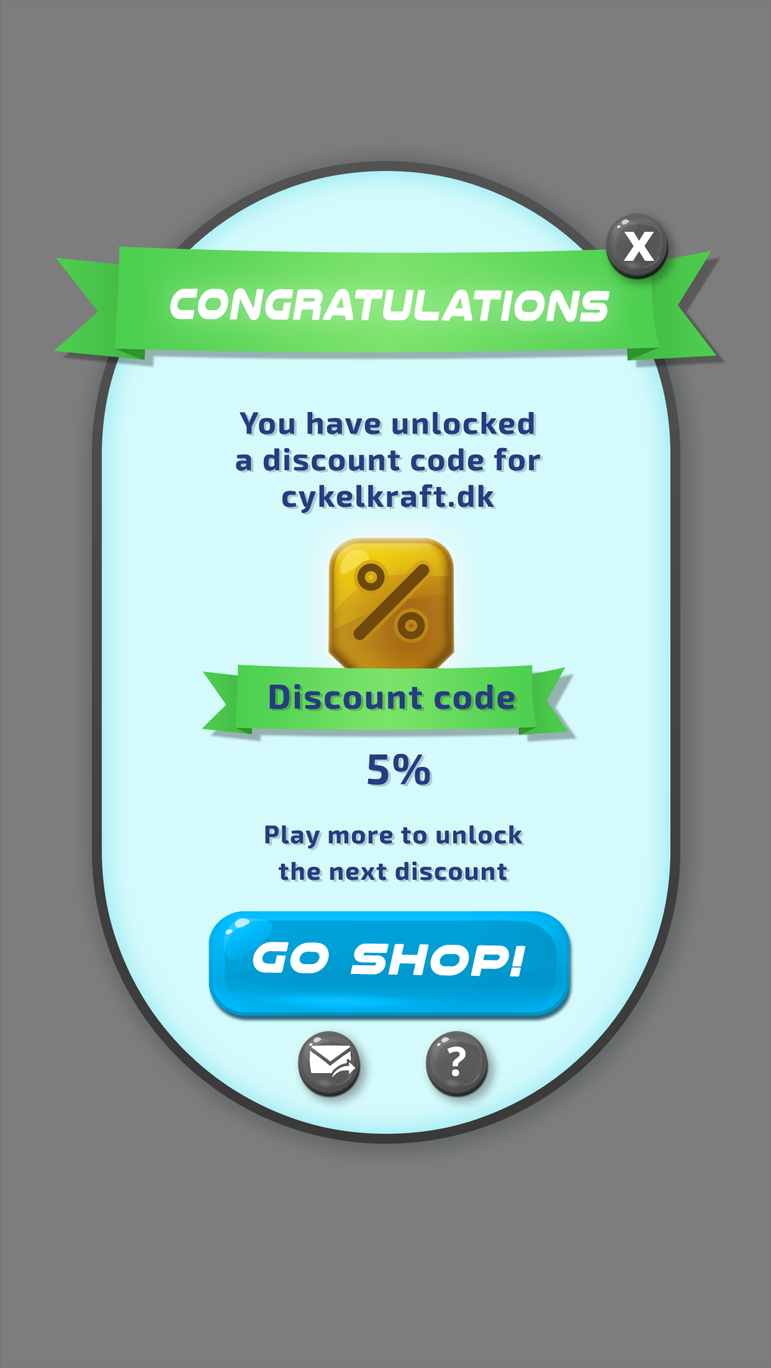 X
CONGRATULATIONS
You have unlocked
a discount code for
cykelkraft.dk
%
Discount code
5%
Play more to unlock
the next discount
GO SHOP!
?